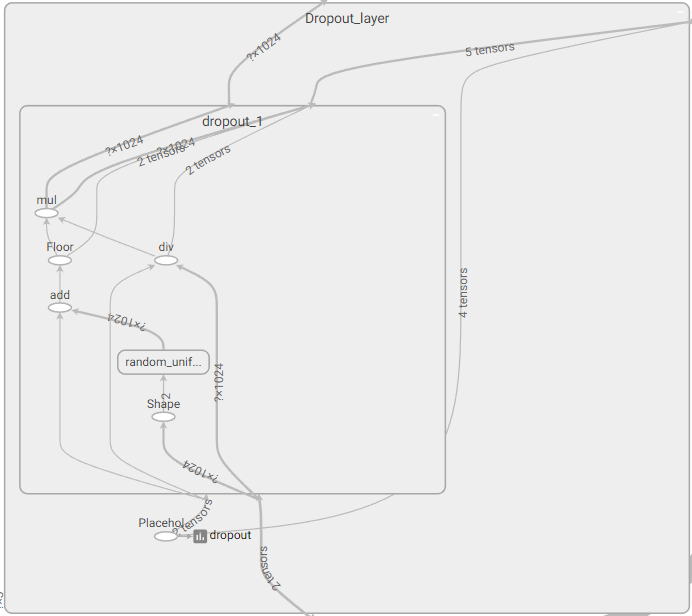 Dropout_layer
?×1024
5 tensors
dropout_1
?×1024
?×1024
2 tensors
2 tensors
mul
Floor
div
add
4 tensors
?×1024
random_unif...
?×1024
2
Shape
?×1024
Placehol
2 tensors
dropout
2 tensors